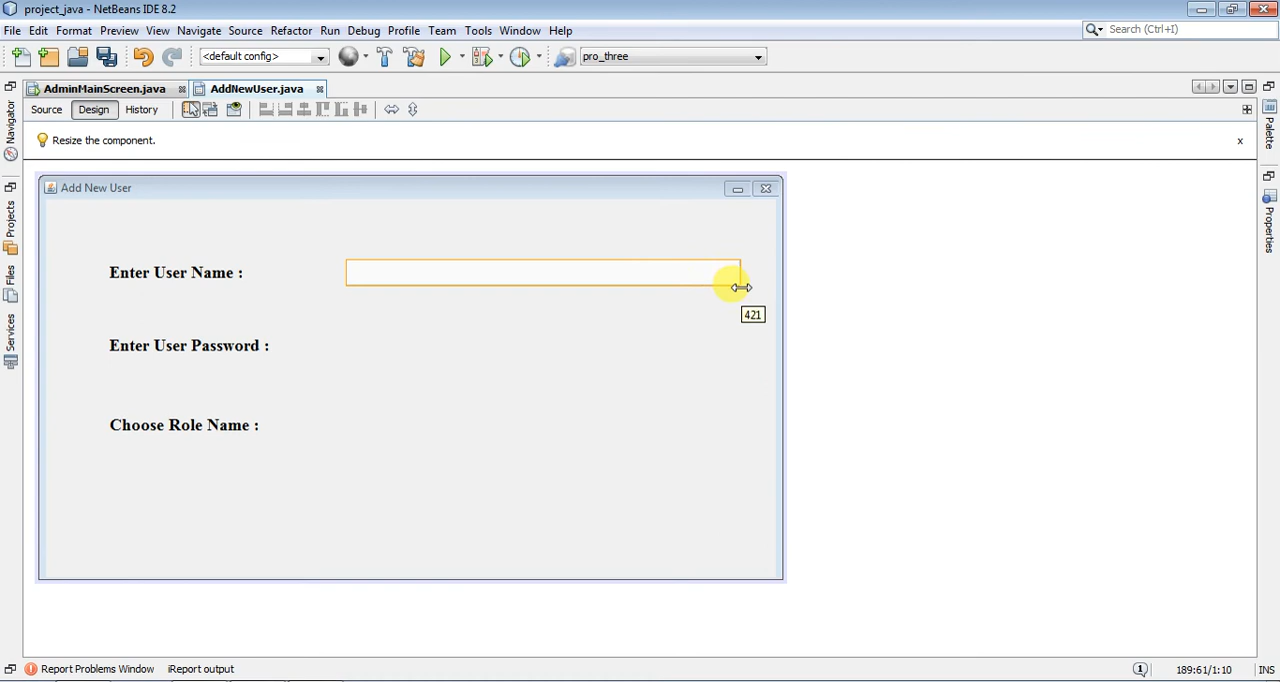 project_java - NetBeans IDE 8.2
File Edit Format Preview View Navigate Source Refactor Run Debug Profile Team Tools Window Help
Search (Ctrl+I)
<default config>
pro_three
AdminMainScreen.java
AddNewUser.java
Source
Design
History
Resize the component.
x
Navigator
Projects
Files
Services
Palette
Properties
Add New User
Enter User Name :
421
Enter User Password :
Choose Role Name :
Report Problems Window
iReport output
1
189:61/1:10
INS